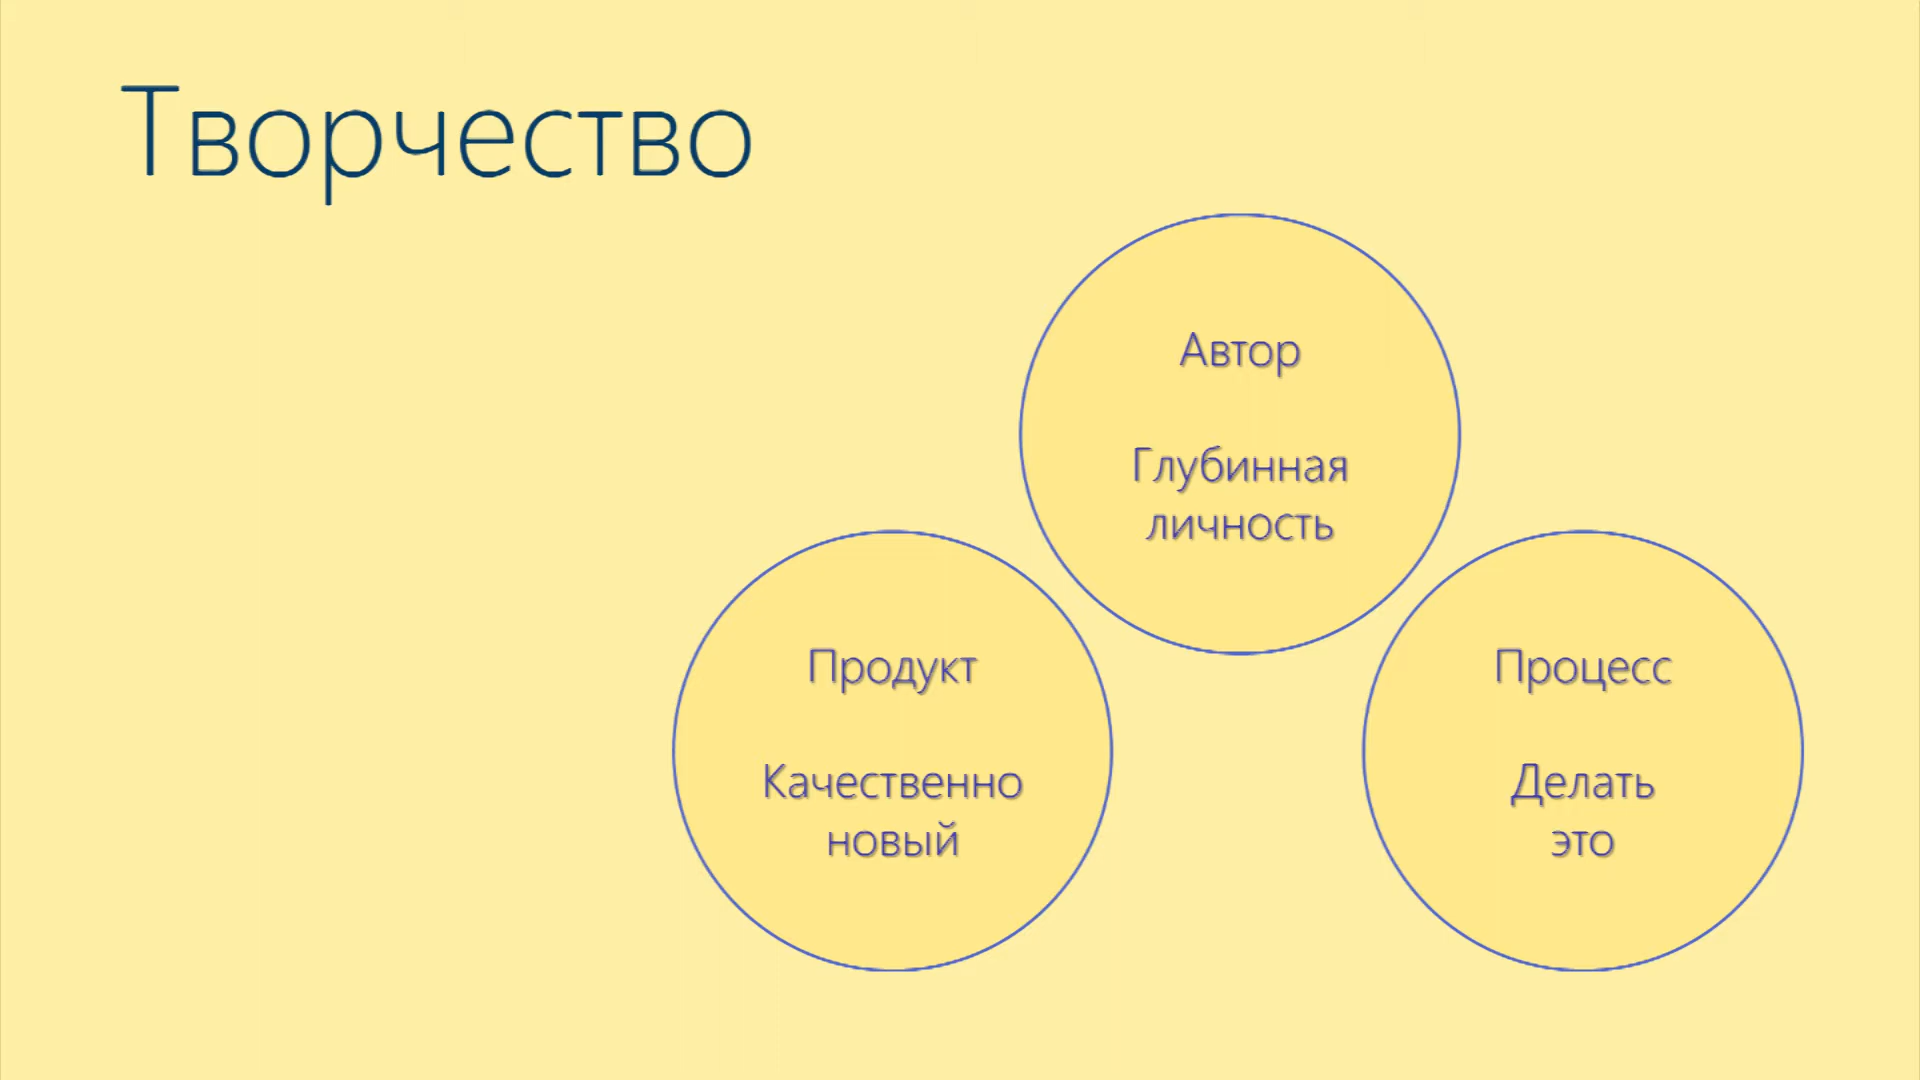 Творчество
Автор
Глубинная
личность
Продукт
Качественно
новый
Процесс
Делать
это